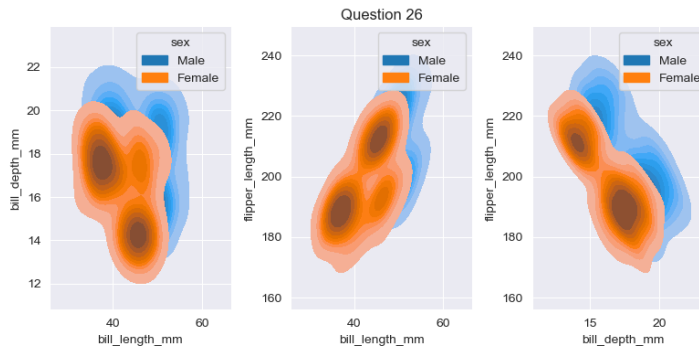 Question 26
sex
Male
Female
22
20
18
16
14
12
bill_depth_mm
40 60
bill_length_mm
sex
Male
Female
240
220
200
180
160
flipper_length_mm
40 60
bill_length_mm
sex
Male
Female
240
220
200
180
160
flipper_length_mm
15 20
bill_depth_mm